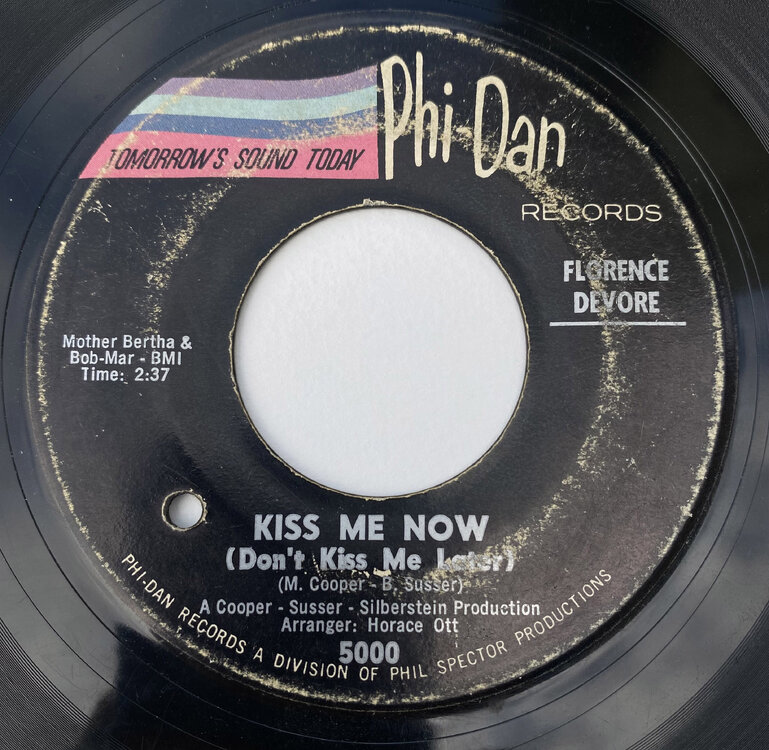 Phi-Dan
TOMORROW'S SOUND TODAY
RECORDS
FLORENCE
DEVORE
Mother Bertha &
Bob-Mar - BMI
Time: 2:37
KISS ME NOW
(Don't Kiss Me Later)
(M. Cooper - B. Susser)
A Cooper - Susser - Silberstein Production
Arranger: Horace Ott
5000
PHI-DAN RECORDS A DIVISION OF PHIL SPECTOR PRODUCTIONS